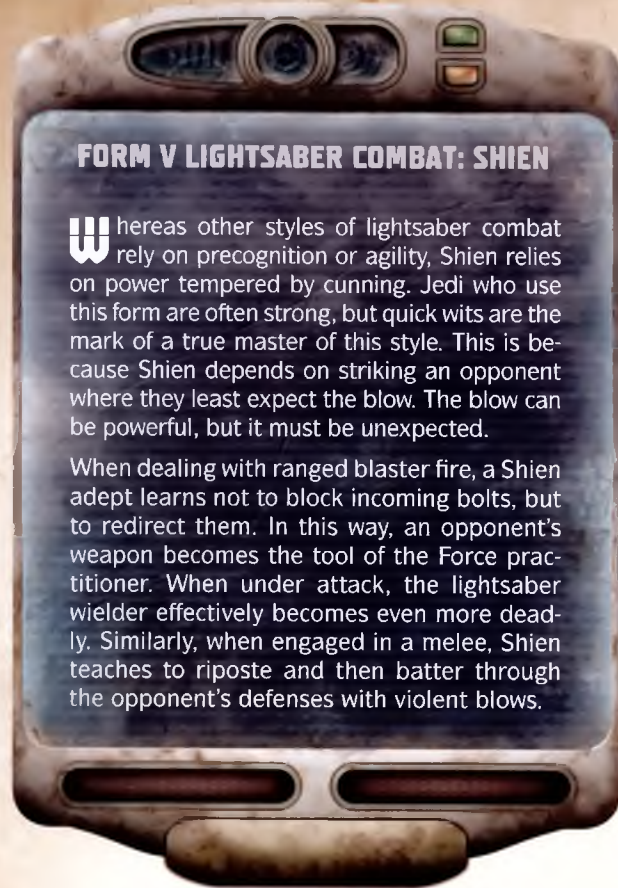 FORM V LIGHTSABER COMBAT: SHIEN
Whereas other styles of lightsaber combat
rely on precognition or agility, Shien relies
on power tempered by cunning. Jedi who use
this form are often strong, but quick wits are the
mark of a true master of this style. This is be-
cause Shien depends on striking an opponent
where they least expect the blow. The blow can
be powerful, but it must be unexpected.
When dealing with ranged blaster fire, a Shien
adept learns not to block incoming bolts, but
to redirect them. In this way, an opponent's
weapon becomes the tool of the Force prac-
titioner. When under attack, the lightsaber
wielder effectively becomes even more dead-
ly. Similarly, when engaged in a melee, Shien
teaches to riposte and then batter through
the opponent's defenses with violent blows.